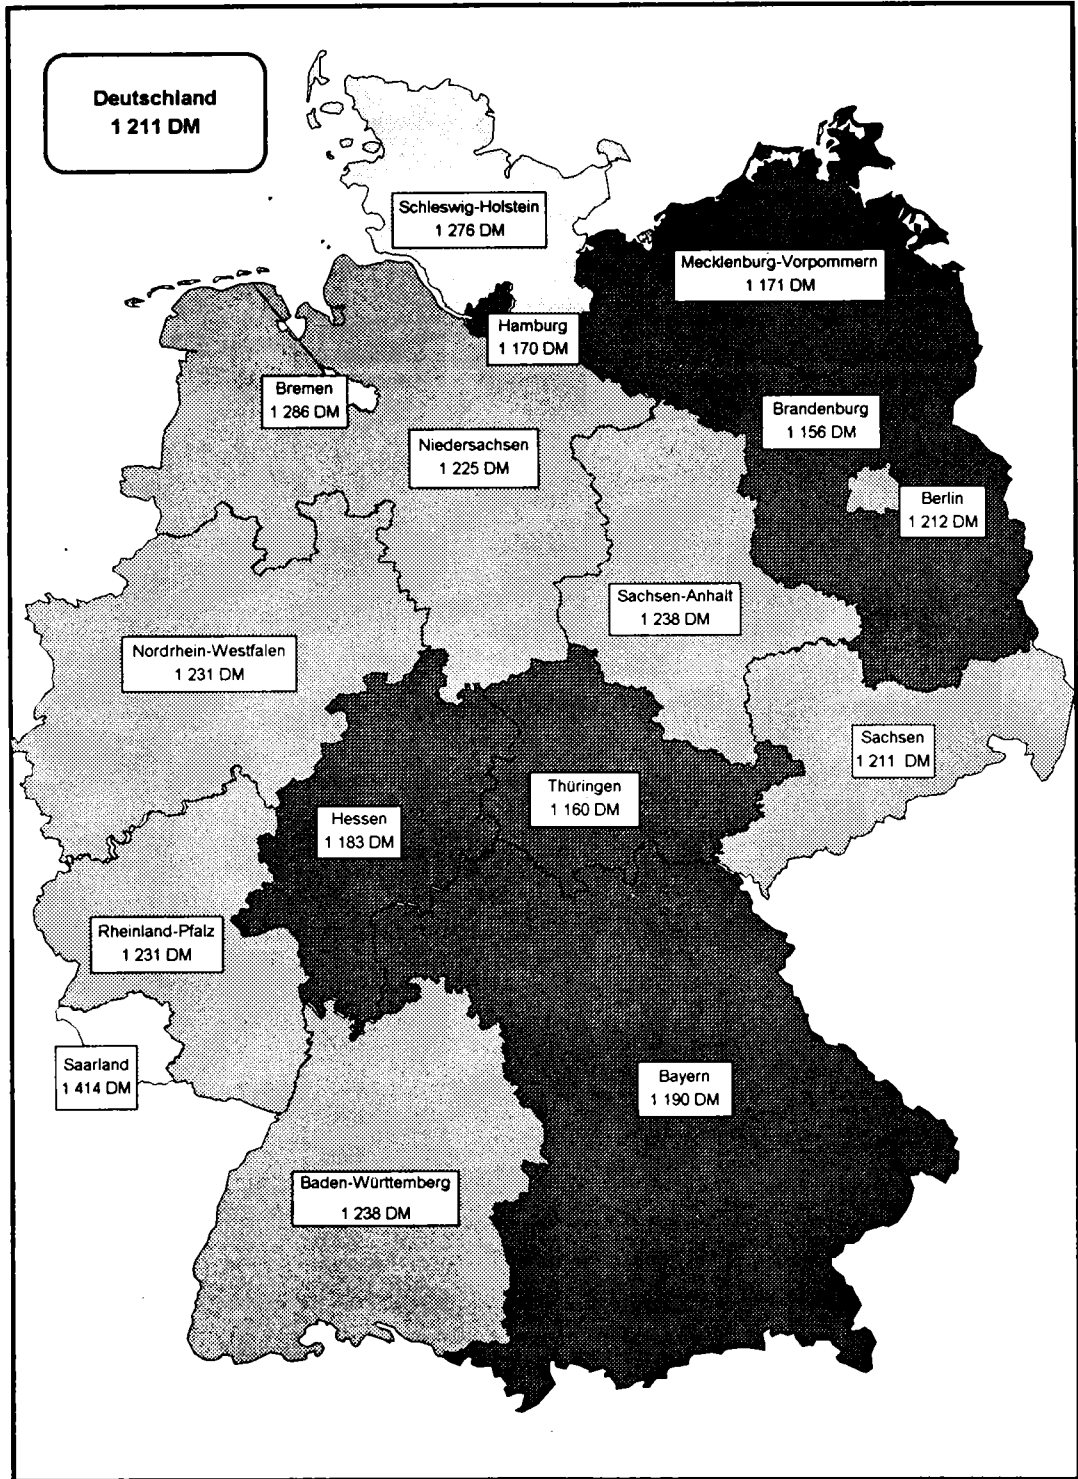 Deutschland
1 211 DM
Schleswig-Holstein
1 276 DM
Mecklenburg-Vorpommern
1 171 DM
Hamburg
1 170 DM
Bremen
1 286 DM
Brandenburg
1 156 DM
Niedersachsen
1 225 DM
Berlin
1 212 DM
Sachsen-Anhalt
1 238 DM
Nordrhein-Westfalen
1 231 DM
Sachsen
1 211 DM
Thüringen
1 160 DM
Hessen
1 183 DM
Rheinland-Pfalz
1 231 DM
Saarland
1 414 DM
Bayern
1 190 DM
Baden-Württemberg
1 238 DM